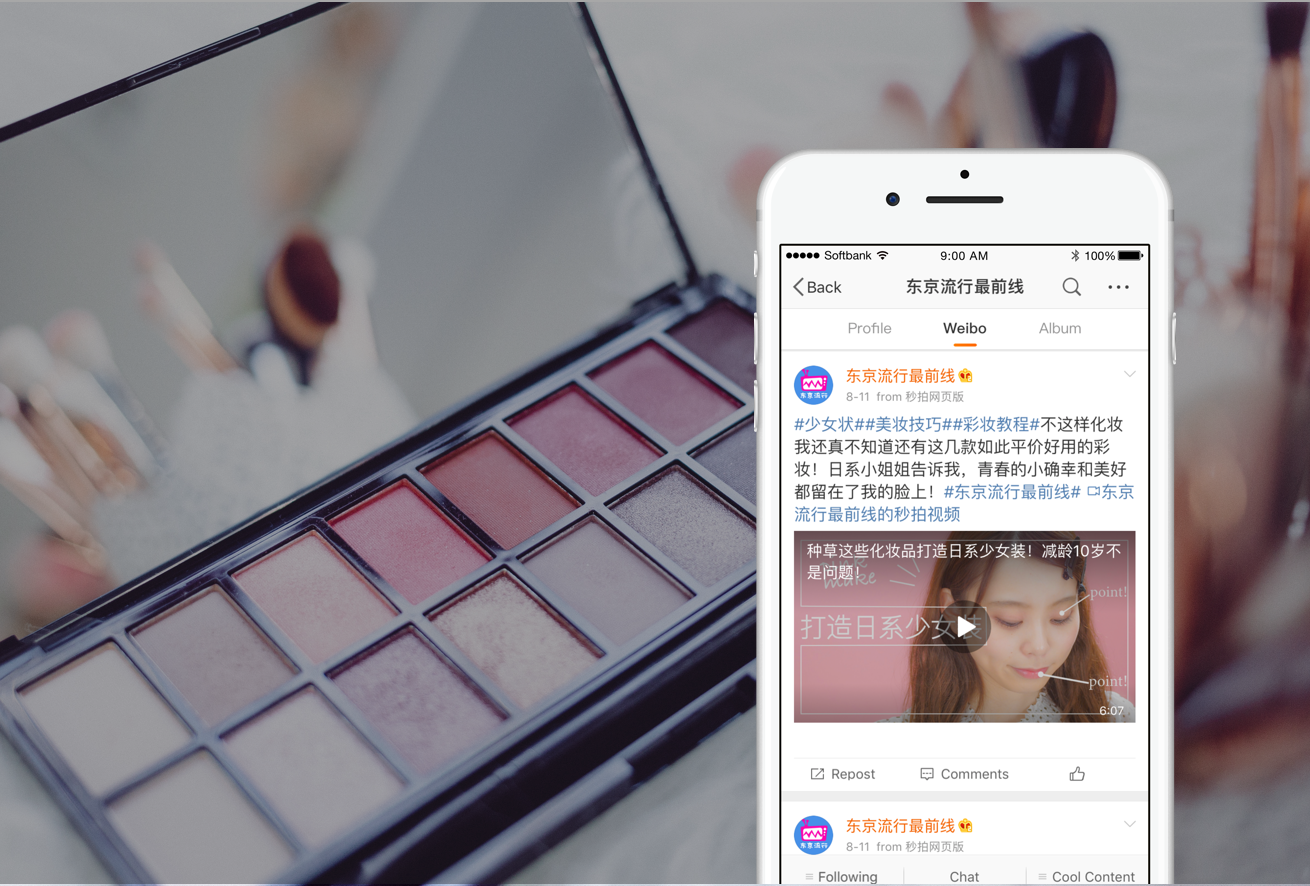 Softbank
9:00 AM
100%
Back
东京流行最前线
Profile
Weibo
Album
东京流行
东京流行最前线
8-11 from 秒拍网页版
#少女状##美妆技巧##彩妆教程#不这样化妆
我还真不知道还有这几款如此平价好用的彩
妆！日系小姐姐告诉我，青春的小确幸和美好
都留在了我的脸上！#东京流行最前线# 东京
流行最前线的秒拍视频
种草这些化妆品打造日系少女装！减龄10岁不
是问题！
make
point!
打造日系少女装
point!
6:07
Repost
Comments
东京流行
东京流行最前线
8-11 from 秒拍网页版
Following
Chat
Cool Content